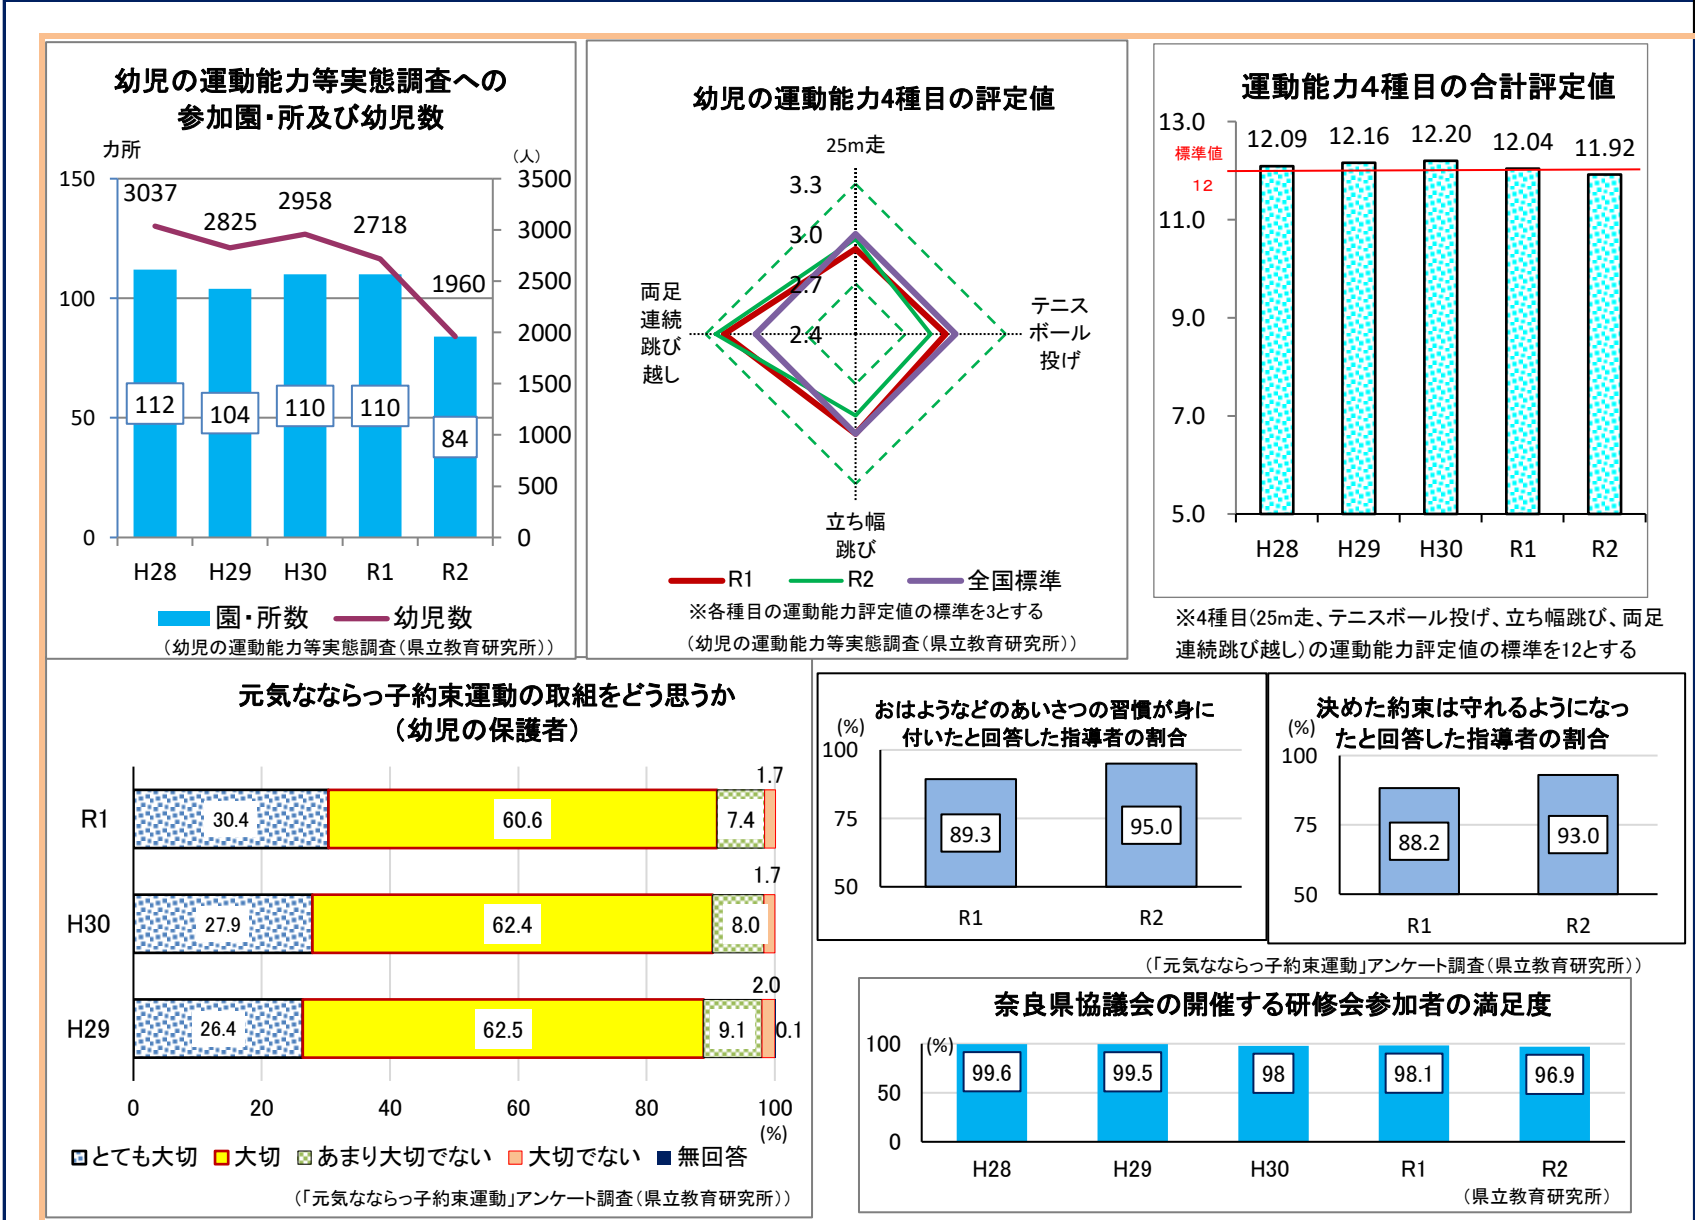 幼児の運動能力等実態調査への
参加園・所及び幼児数
カ所
(人)
150
100
50
0
3500
3000
2500
2000
1500
1000
500
0
3037
2825
2958
2718
1960
112
104
110
110
84
H28
H29
H30
R1
R2
園・所数
幼児数
（幼児の運動能力等実態調査（県立教育研究所））
幼児の運動能力4種目の評定値
25m走
3.3
3.0
2.7
2.4
テニス
ボール
投げ
両足
連続
跳び
越し
立ち幅
跳び
R1
R2
全国標準
※各種目の運動能力評定値の標準を3とする
（幼児の運動能力等実態調査（県立教育研究所））
運動能力4種目の合計評定値
13.0
11.0
9.0
7.0
5.0
標準値
12
12.09
12.16
12.20
12.04
11.92
H28
H29
H30
R1
R2
※4種目(25m走、テニスボール投げ、立ち幅跳び、両足
連続跳び越し)の運動能力評定値の標準を12とする
元気なならっ子約束運動の取組をどう思うか
（幼児の保護者）
1.7
R1
30.4
60.6
7.4
1.7
H30
27.9
62.4
8.0
2.0
H29
26.4
62.5
9.1
0.1
0
20
40
60
80
100
(%)
とても大切
大切
あまり大切でない
大切でない
無回答
（「元気なならっ子約束運動」アンケート調査（県立教育研究所））
おはようなどのあいさつの習慣が身に
付いたと回答した指導者の割合
(%)
100
75
50
89.3
95.0
R1
R2
決めた約束は守れるようになっ
たと回答した指導者の割合
(%)
100
75
50
88.2
93.0
R1
R2
（「元気なならっ子約束運動」アンケート調査（県立教育研究所））
奈良県協議会の開催する研修会参加者の満足度
(%)
100
50
0
99.6
99.5
98
98.1
96.9
H28
H29
H30
R1
R2
（県立教育研究所）